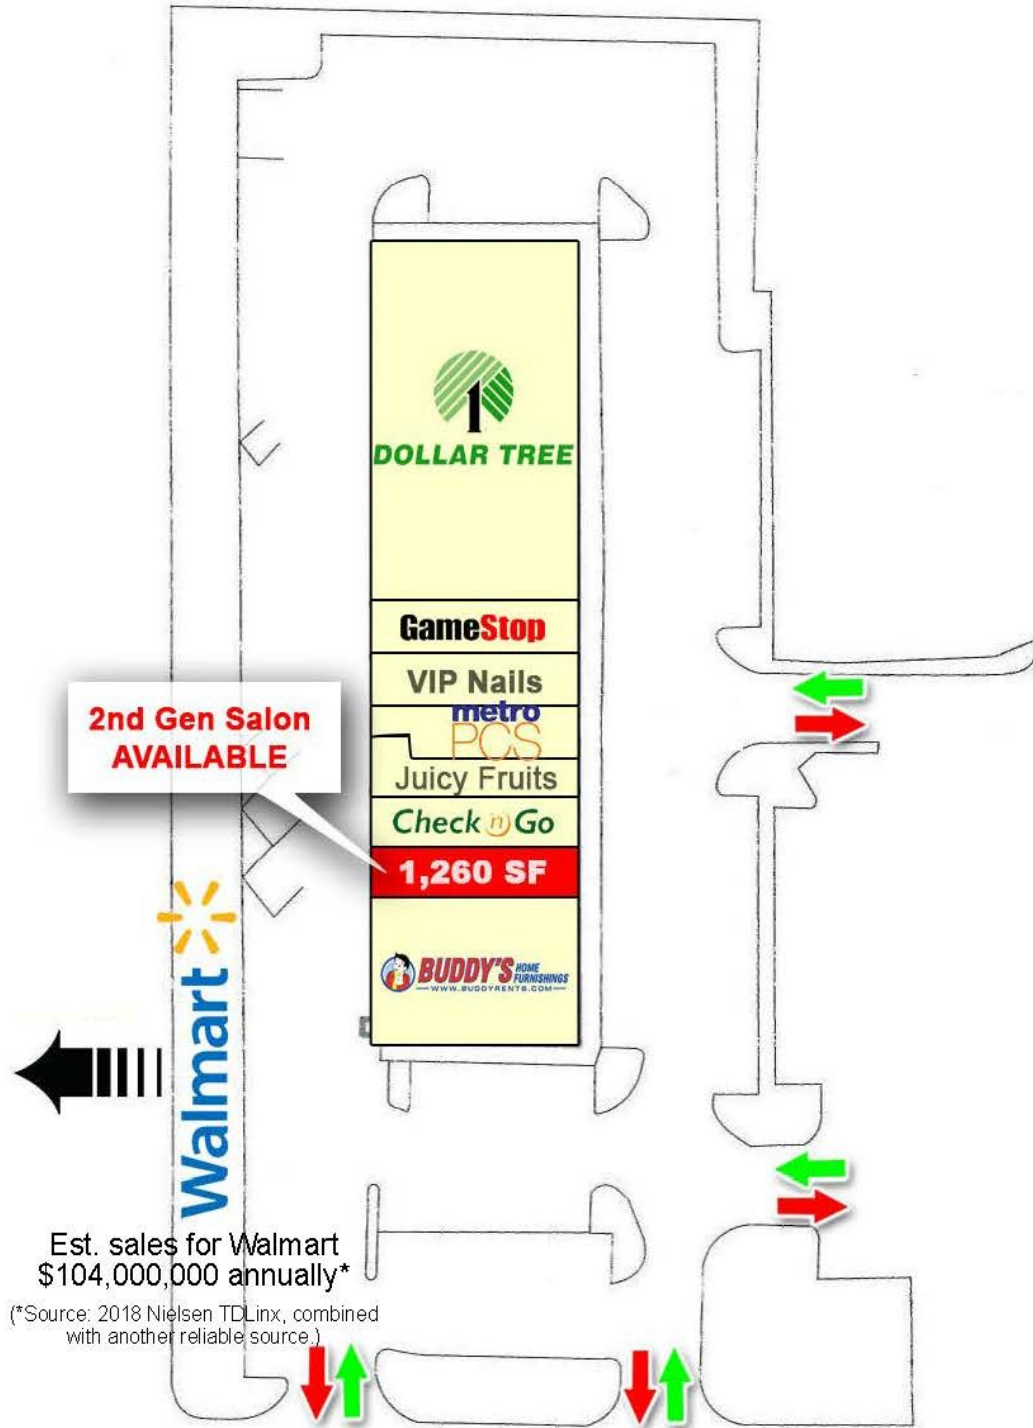 1
DOLLAR TREE
GameStop
VIP Nails
metro
PCS
Juicy Fruits
Check 'n Go
2nd Gen Salon
AVAILABLE
1,260 SF
BUDDY'S HOME
FURNISHINGS
WWW.BUDDYRENTS.COM
Walmart
Est. sales for Walmart
$104,000,000 annually*
(*Source: 2018 Nielsen TDLinx, combined
with another reliable source.)